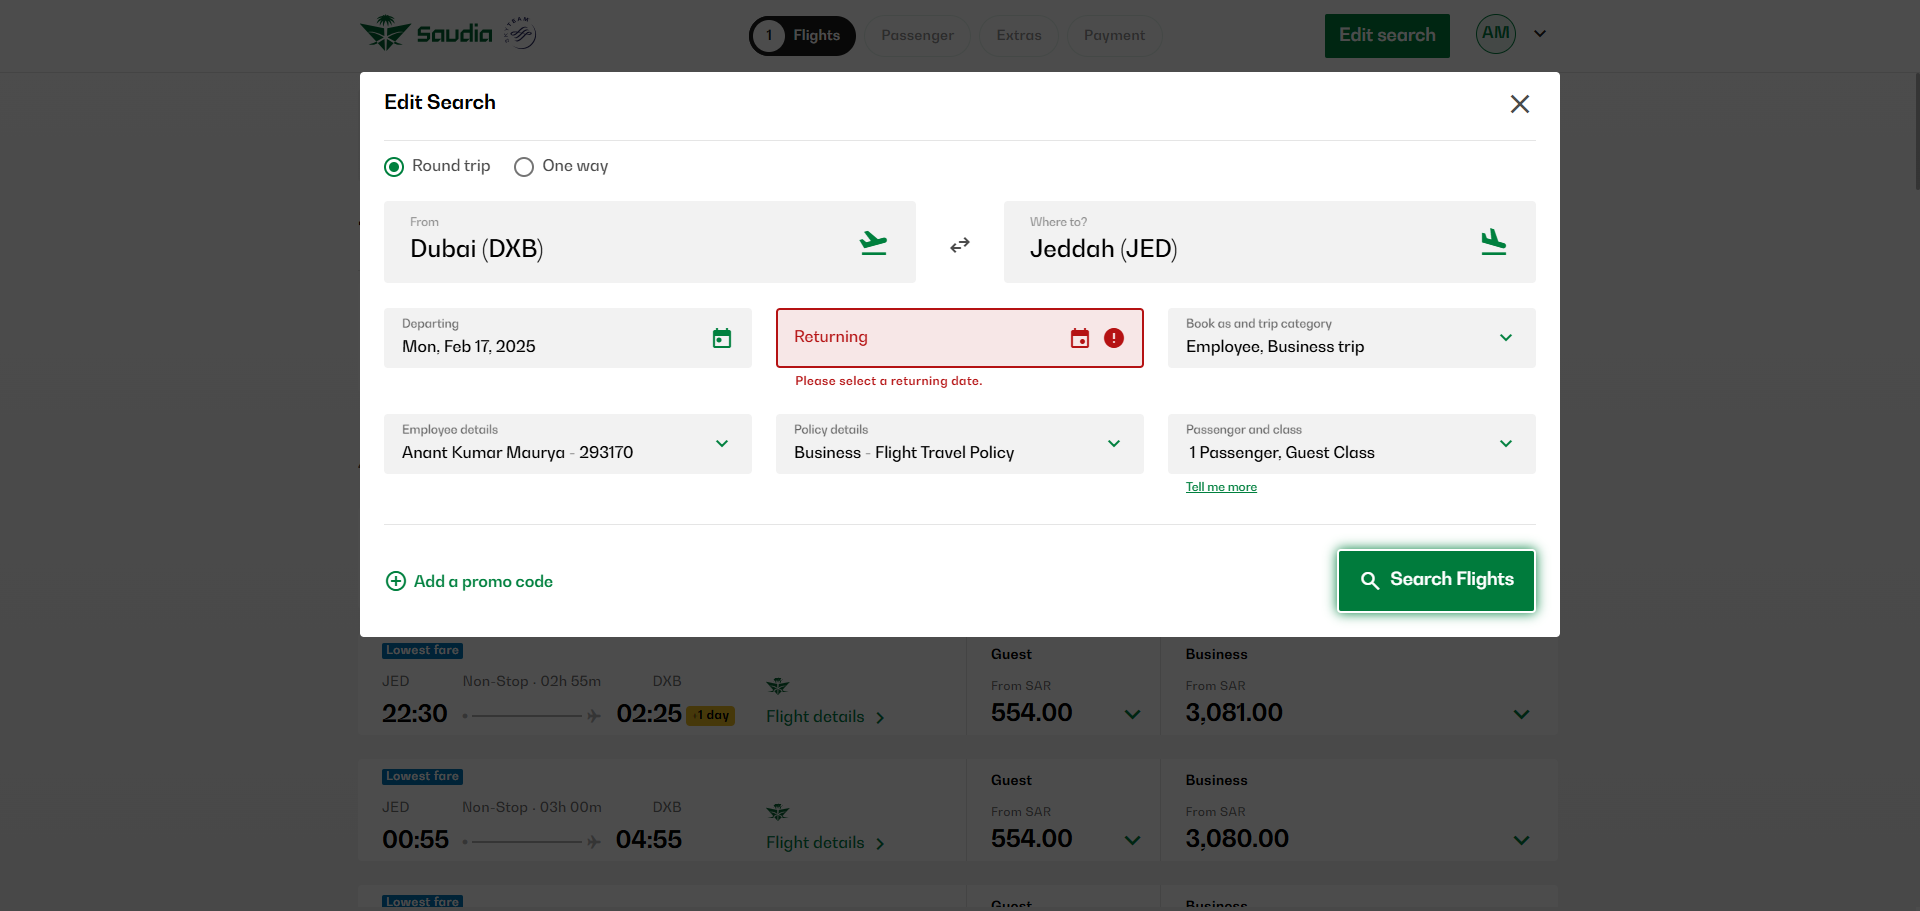 Saudia
SKYTEAM
1 Flights
Passenger
Extras
Payment
Edit search
AM
Edit Search
Round trip
One way
From
Dubai (DXB)
Where to?
Jeddah (JED)
Departing
Mon, Feb 17, 2025
Returning
Please select a returning date.
Book as and trip category
Employee, Business trip
Employee details
Anant Kumar Maurya - 293170
Policy details
Business - Flight Travel Policy
Passenger and class
1 Passenger, Guest Class
Tell me more
Add a promo code
Search Flights
Lowest fare
JED Non-Stop · 02h 55m DXB
22:30 02:25 +1 day
Flight details
Guest
From SAR
554.00
Business
From SAR
3,081.00
Lowest fare
JED Non-Stop · 03h 00m DXB
00:55 04:55
Flight details
Guest
From SAR
554.00
Business
From SAR
3,080.00
Lowest fare
Guest
Business